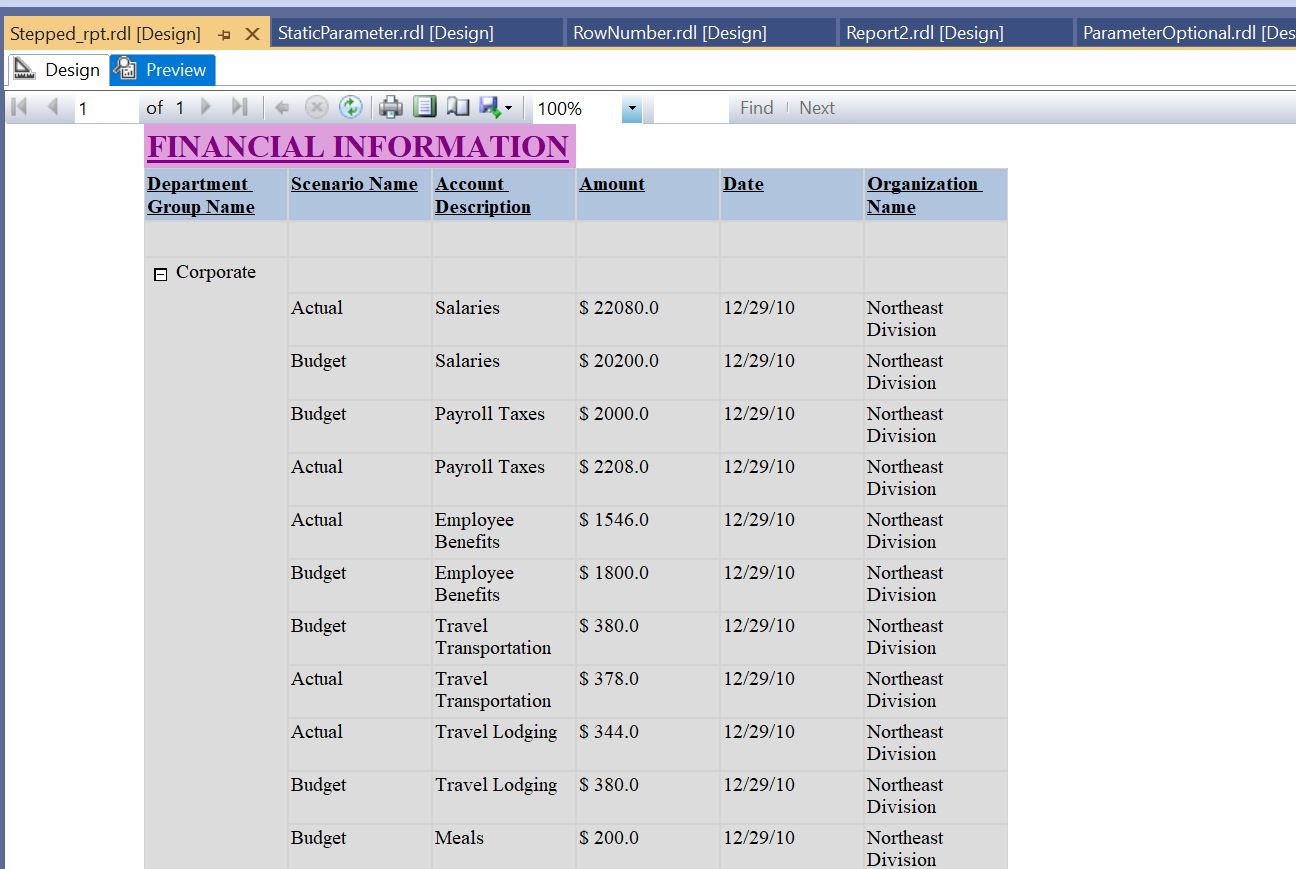 Stepped_rpt.rdl [Design] StaticParameter.rdl [Design] RowNumber.rdl [Design] Report2.rdl [Design] ParameterOptional.rdl [Des
Design Preview
1 of 1 100% Find Next
FINANCIAL INFORMATION
Department Scenario Name Account Amount Date Organization
Group Name Description Name
Corporate
Actual Salaries $ 22080.0 12/29/10 Northeast
Division
Budget Salaries $ 20200.0 12/29/10 Northeast
Division
Budget Payroll Taxes $ 2000.0 12/29/10 Northeast
Division
Actual Payroll Taxes $ 2208.0 12/29/10 Northeast
Division
Actual Employee $ 1546.0 12/29/10 Northeast
Benefits Division
Budget Employee $ 1800.0 12/29/10 Northeast
Benefits Division
Budget Travel $ 380.0 12/29/10 Northeast
Transportation Division
Actual Travel $ 378.0 12/29/10 Northeast
Transportation Division
Actual Travel Lodging $ 344.0 12/29/10 Northeast
Division
Budget Travel Lodging $ 380.0 12/29/10 Northeast
Division
Budget Meals $ 200.0 12/29/10 Northeast
Division